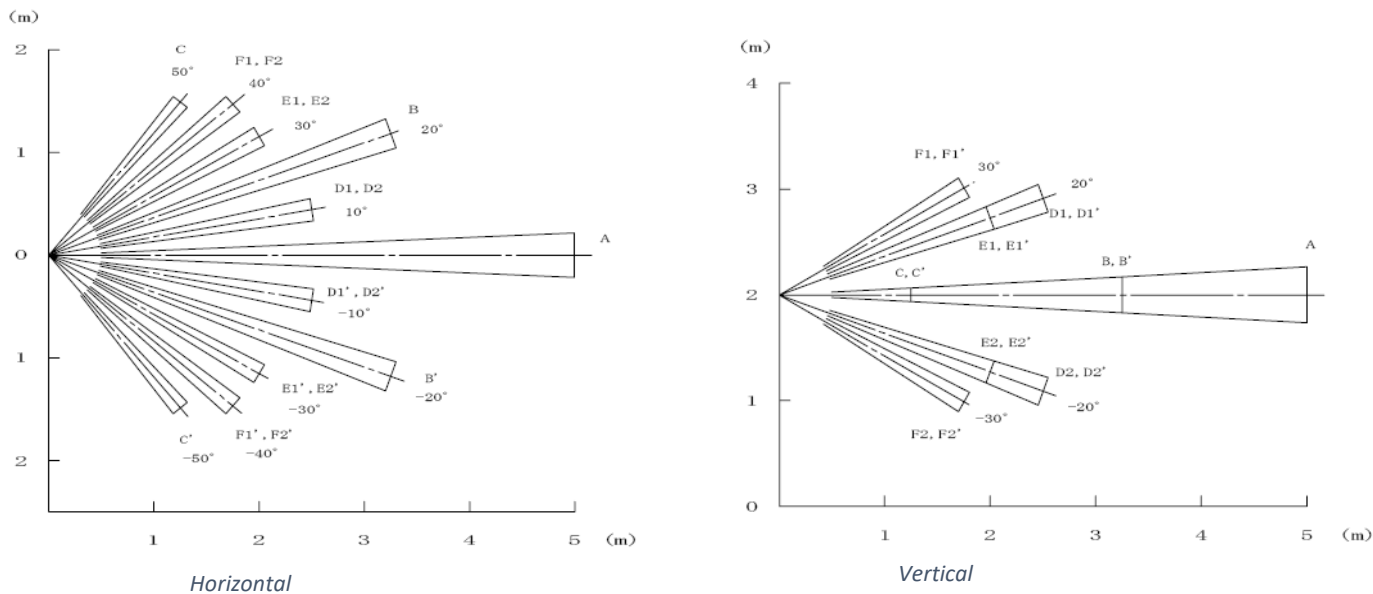 (m)
2
1
0
1
2
C
50°
F1, F2
40°
E1, E2
30°
B
20°
D1, D2
10°
A
D1', D2'
-10°
B'
-20°
E1', E2'
-30°
F1', F2'
-40°
C'
-50°
1 2 3 4 5 (m)
Horizontal
(m)
4
3
2
1
0
F1, F1'
30°
20°
D1, D1'
E1, E1'
A
B, B'
C, C'
E2, E2'
D2, D2'
-20°
-30°
F2, F2'
1 2 3 4 5 (m)
Vertical